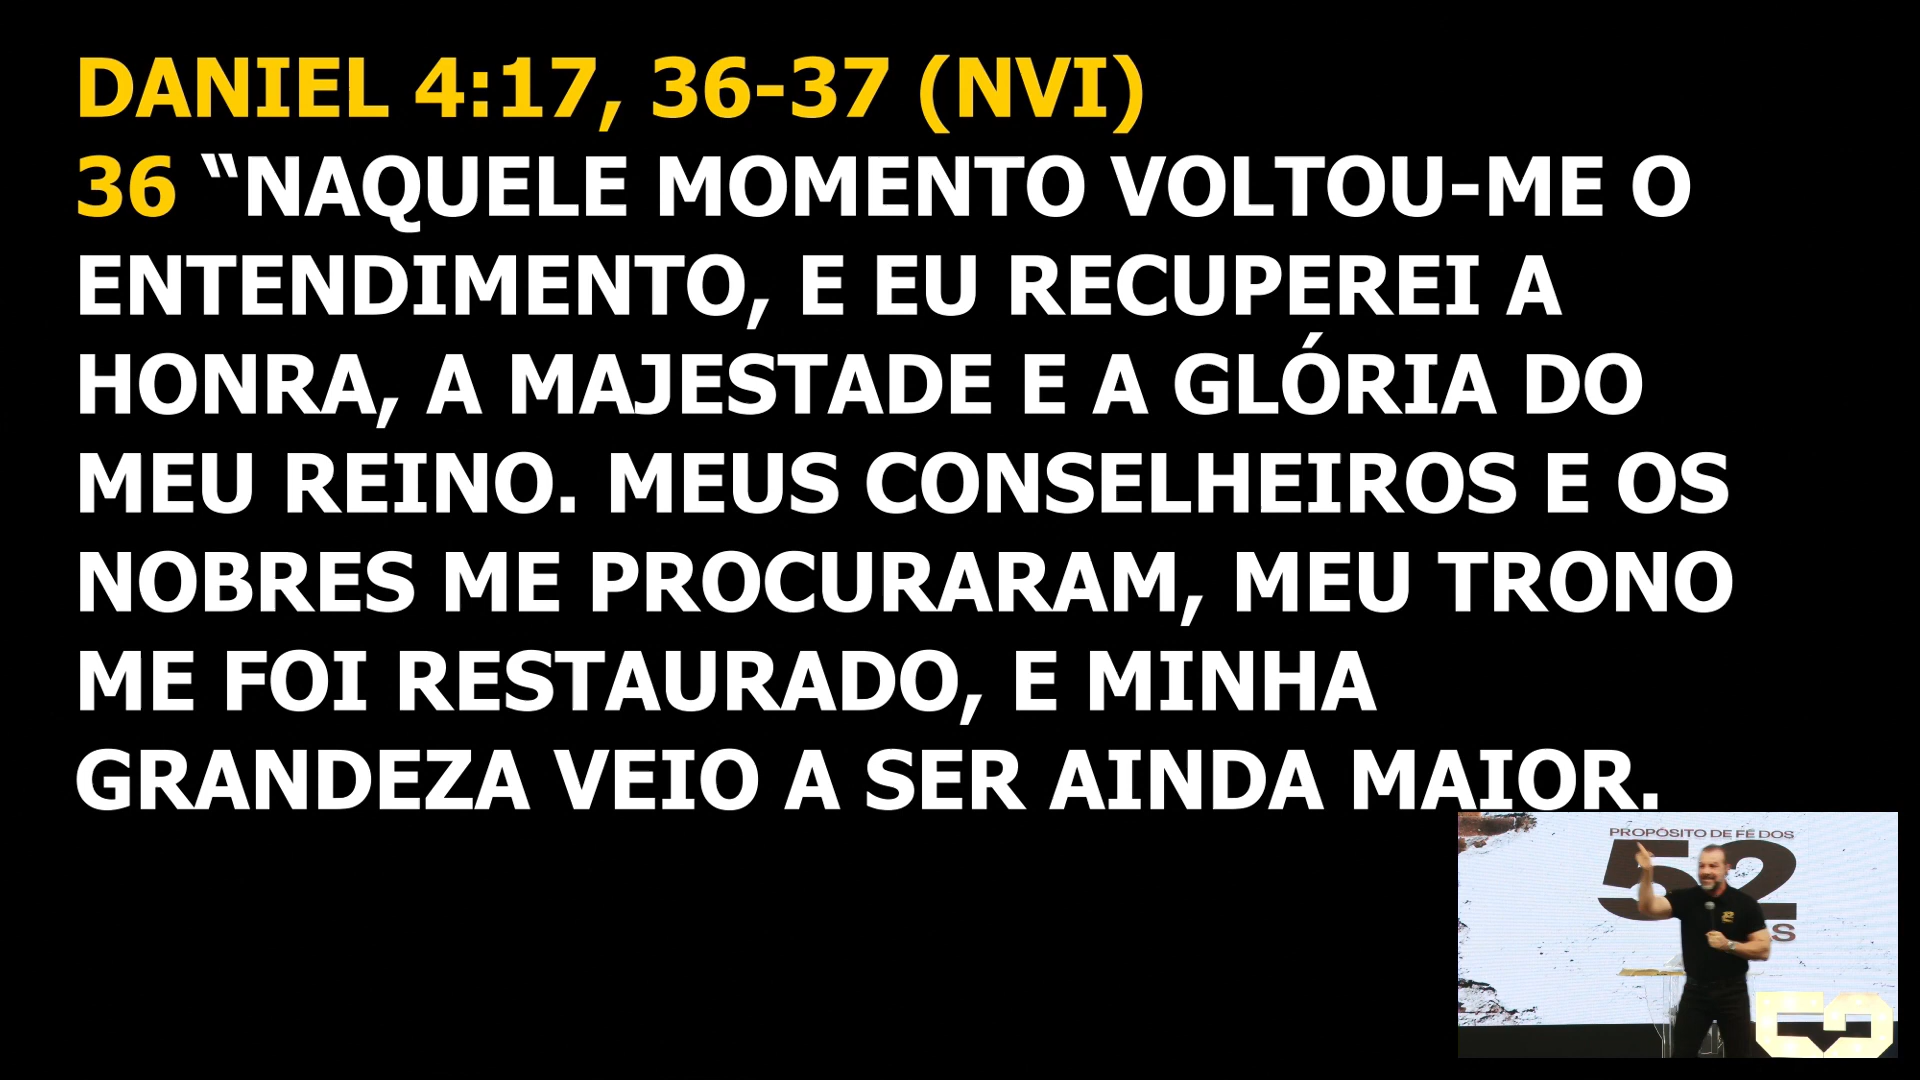 DANIEL 4:17, 36-37 (NVI)
36 “NAQUELE MOMENTO VOLTOU-ME O
ENTENDIMENTO, E EU RECUPEREI A
HONRA, A MAJESTADE E A GLÓRIA DO
MEU REINO. MEUS CONSELHEIROS E OS
NOBRES ME PROCURARAM, MEU TRONO
ME FOI RESTAURADO, E MINHA
GRANDEZA VEIO A SER AINDA MAIOR.
PROPÓSITO DE FÉ DOS
52